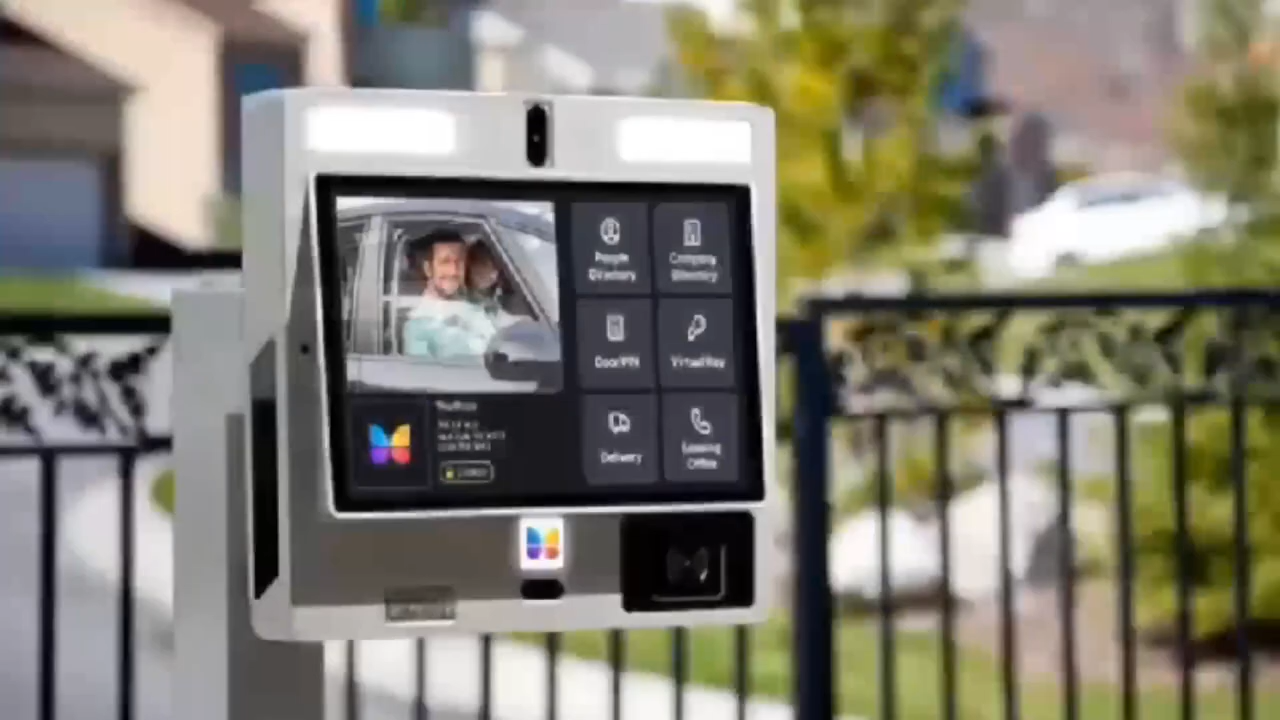 People
Directory
Company
Directory
Door PIN
Virtual Key
Delivery
Leasing
Office